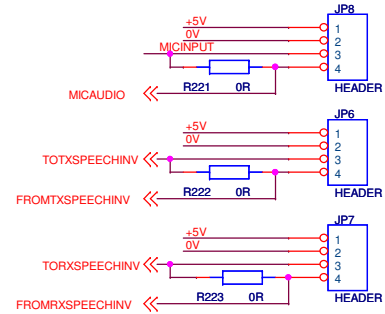 JP8
+5V
1
0V
2
MICINPUT
3
4
R221 0R
HEADER
MICAUDIO
JP6
+5V
1
0V
2
TOTXSPEECHINV
3
4
R222 0R
HEADER
FROMTXSPEECHINV
JP7
+5V
1
0V
2
TORXSPEECHINV
3
4
R223 0R
HEADER
FROMRXSPEECHINV